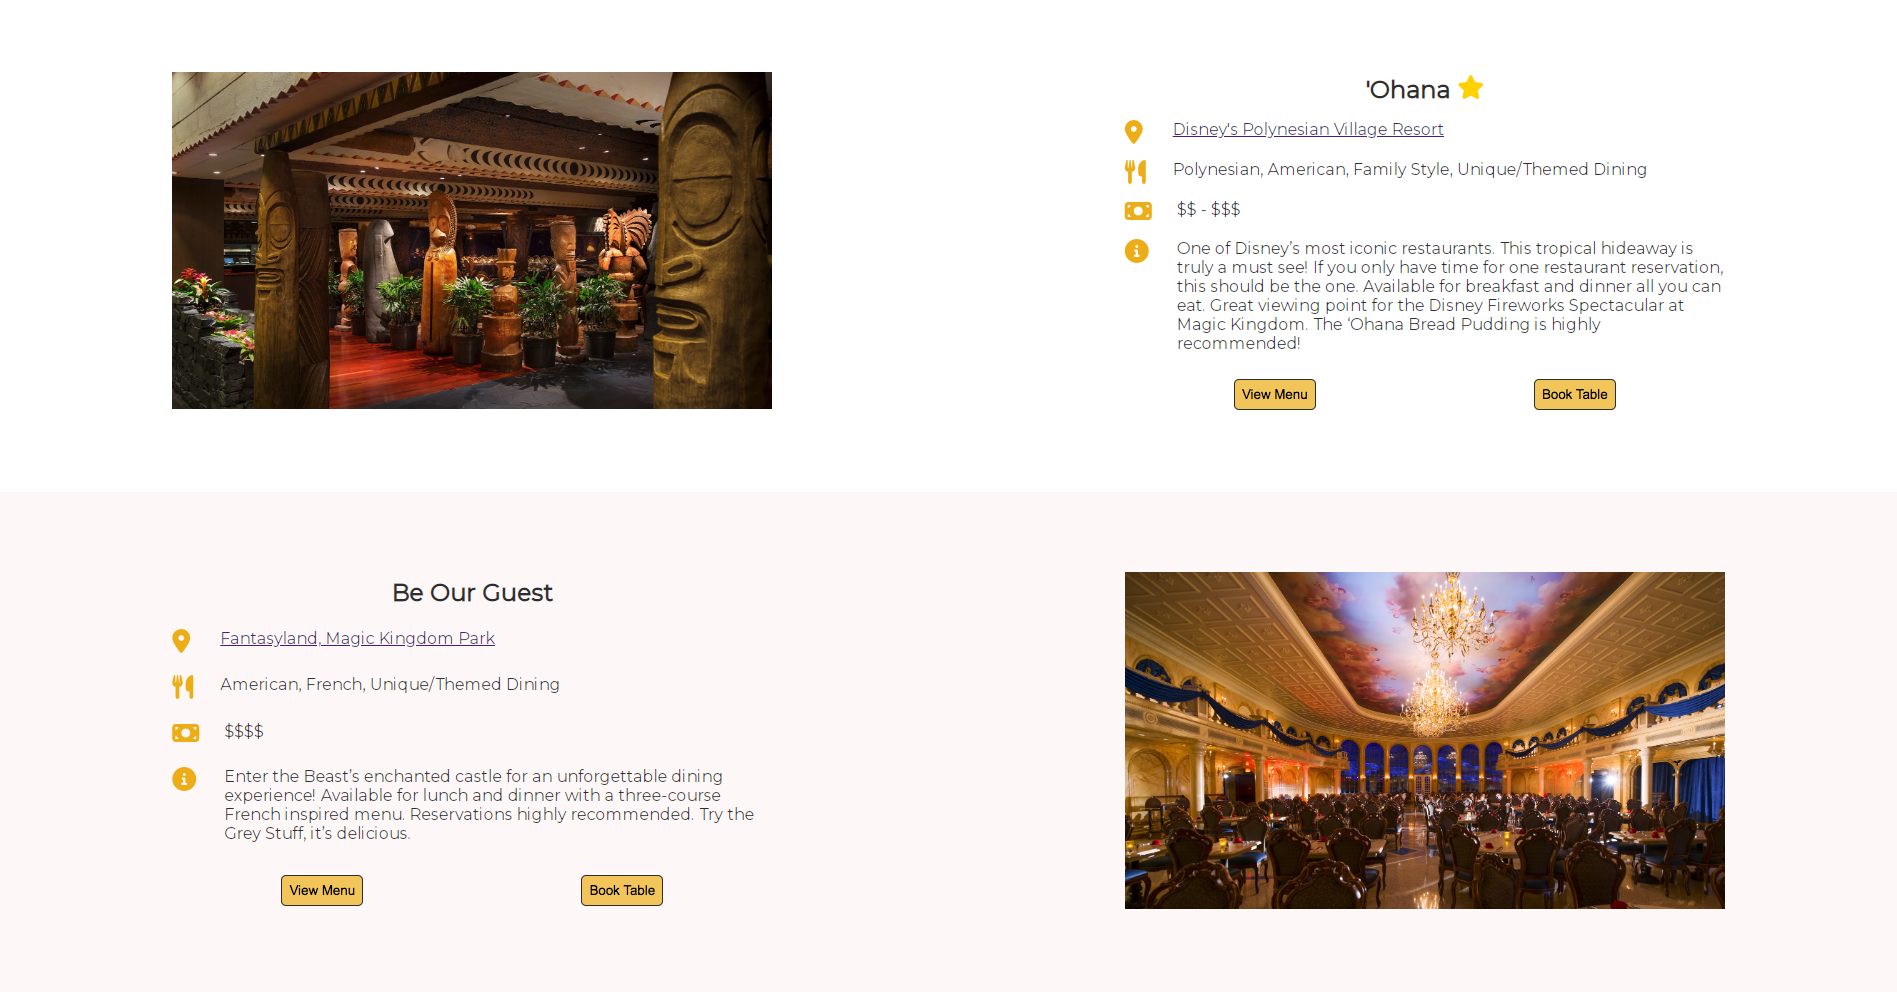 'Ohana
Disney's Polynesian Village Resort
Polynesian, American, Family Style, Unique/Themed Dining
$$ - $$$
One of Disney’s most iconic restaurants. This tropical hideaway is
truly a must see! If you only have time for one restaurant reservation,
this should be the one. Available for breakfast and dinner all you can
eat. Great viewing point for the Disney Fireworks Spectacular at
Magic Kingdom. The ‘Ohana Bread Pudding is highly
recommended!
View Menu
Book Table
Be Our Guest
Fantasyland, Magic Kingdom Park
American, French, Unique/Themed Dining
$$$$
Enter the Beast’s enchanted castle for an unforgettable dining
experience! Available for lunch and dinner with a three-course
French inspired menu. Reservations highly recommended. Try the
Grey Stuff, it’s delicious.
View Menu
Book Table